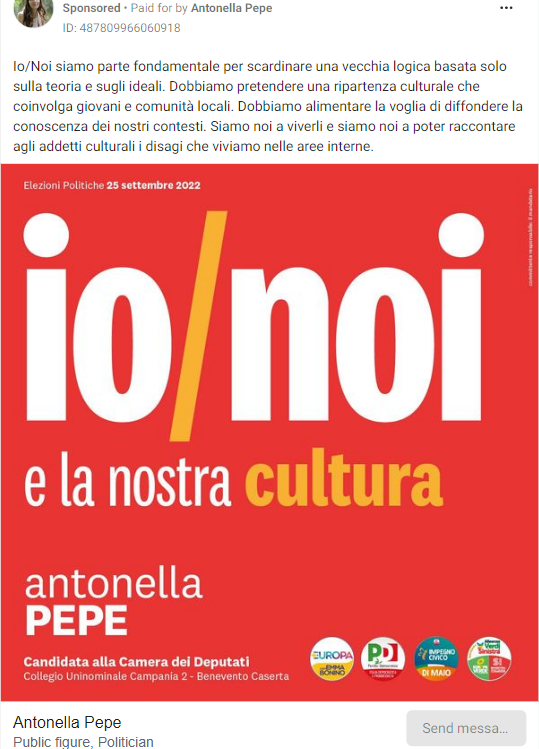 Sponsored • Paid for by Antonella Pepe
ID: 487809966060918
Io/Noi siamo parte fondamentale per scardinare una vecchia logica basata solo
sulla teoria e sugli ideali. Dobbiamo pretendere una ripartenza culturale che
coinvolga giovani e comunità locali. Dobbiamo alimentare la voglia di diffondere la
conoscenza dei nostri contesti. Siamo noi a viverli e siamo noi a poter raccontare
agli addetti culturali i disagi che viviamo nelle aree interne.
Elezioni Politiche 25 settembre 2022
committente responsabile: il mandatario
io/noi
e la nostra cultura
antonella
PEPE
Candidata alla Camera dei Deputati
Collegio Uninominale Campania 2 - Benevento Caserta
+EUROPA
EMMA
BONINO
PD
IMPEGNO
CIVICO
DI MAIO
Alleanza
Verdi
Sinistra
Antonella Pepe
Public figure, Politician
Send messa...